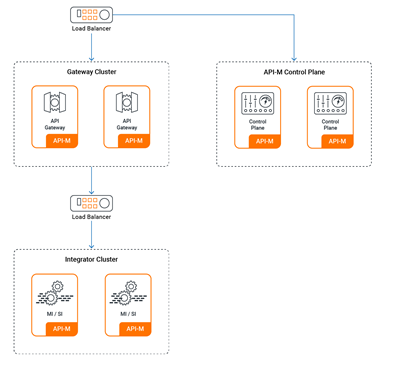 Load Balancer
Gateway Cluster
API-M Control Plane
API
Gateway
API-M
API
Gateway
API-M
Control
Plane
API-M
Control
Plane
API-M
Load Balancer
Integrator Cluster
MI / SI
API-M
MI / SI
API-M